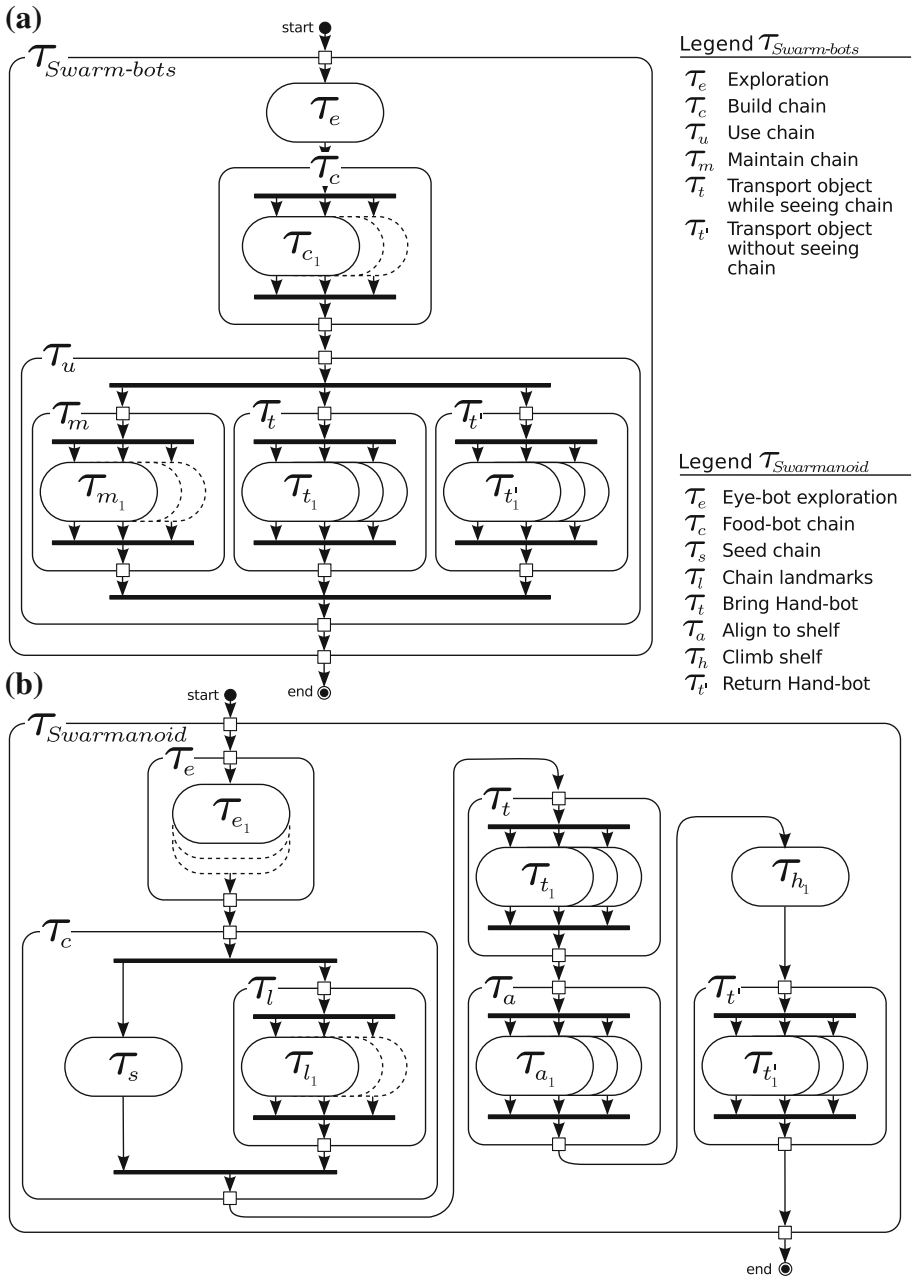 (a)
start
τ Swarm-bots
τe
τc
τc1
τu
τm
τt
τt'
τm1
τt1
τt'1
end
Legend τ Swarm-bots
τe Exploration
τc Build chain
τu Use chain
τm Maintain chain
τt Transport object
while seeing chain
τt' Transport object
without seeing
chain
Legend τ Swarmanoid
τe Eye-bot exploration
τc Food-bot chain
τs Seed chain
τl Chain landmarks
τt Bring Hand-bot
τa Align to shelf
τh Climb shelf
τt' Return Hand-bot
(b)
start
τ Swarmanoid
τe
τe1
τc
τs
τl
τl1
τt
τt1
τa
τa1
τh1
τt'
τt'1
end